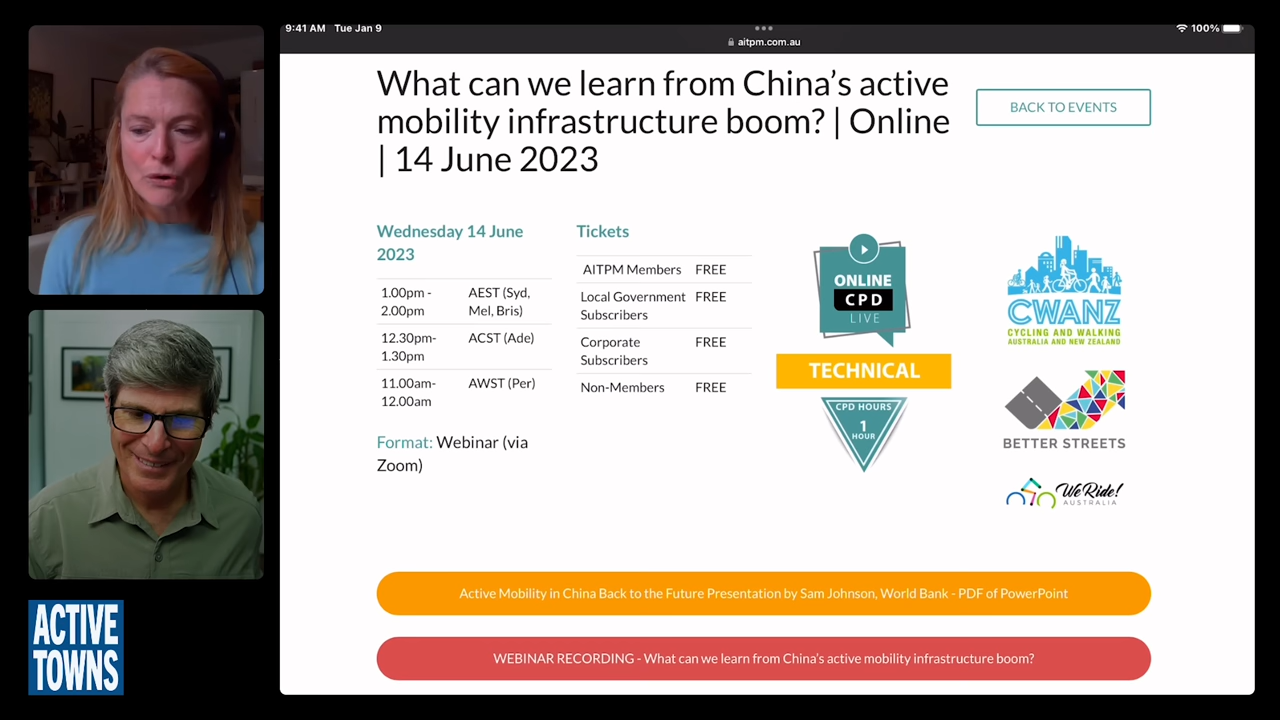 9:41 AM Tue Jan 9
100%
aitpm.com.au
What can we learn from China's active
mobility infrastructure boom? | Online
| 14 June 2023
BACK TO EVENTS
Wednesday 14 June
2023
1.00pm -
2.00pm
AEST (Syd,
Mel, Bris)
12.30pm-
1.30pm
ACST (Ade)
11.00am-
12.00am
AWST (Per)
Format: Webinar (via
Zoom)
Tickets
AITPM Members FREE
Local Government
Subscribers
FREE
Corporate
Subscribers
FREE
Non-Members FREE
ONLINE
CPD
LIVE
TECHNICAL
CPD HOURS
1
HOUR
CWANZ
CYCLING AND WALKING
AUSTRALIA AND NEW ZEALAND
BETTER STREETS
We Ride!
AUSTRALIA
Active Mobility in China Back to the Future Presentation by Sam Johnson, World Bank - PDF of PowerPoint
WEBINAR RECORDING - What can we learn from China's active mobility infrastructure boom?
ACTIVE
TOWNS